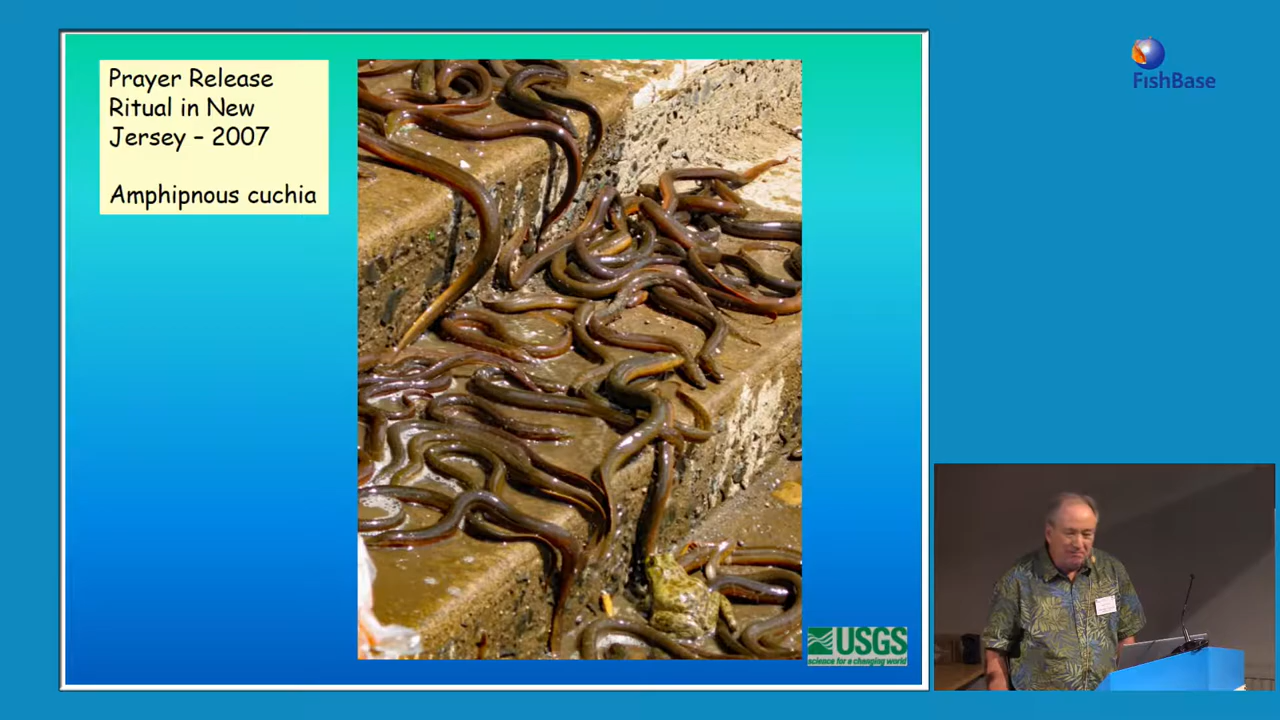 Prayer Release
Ritual in New
Jersey – 2007
Amphipnous cuchia
FishBase
USGS
science for a changing world